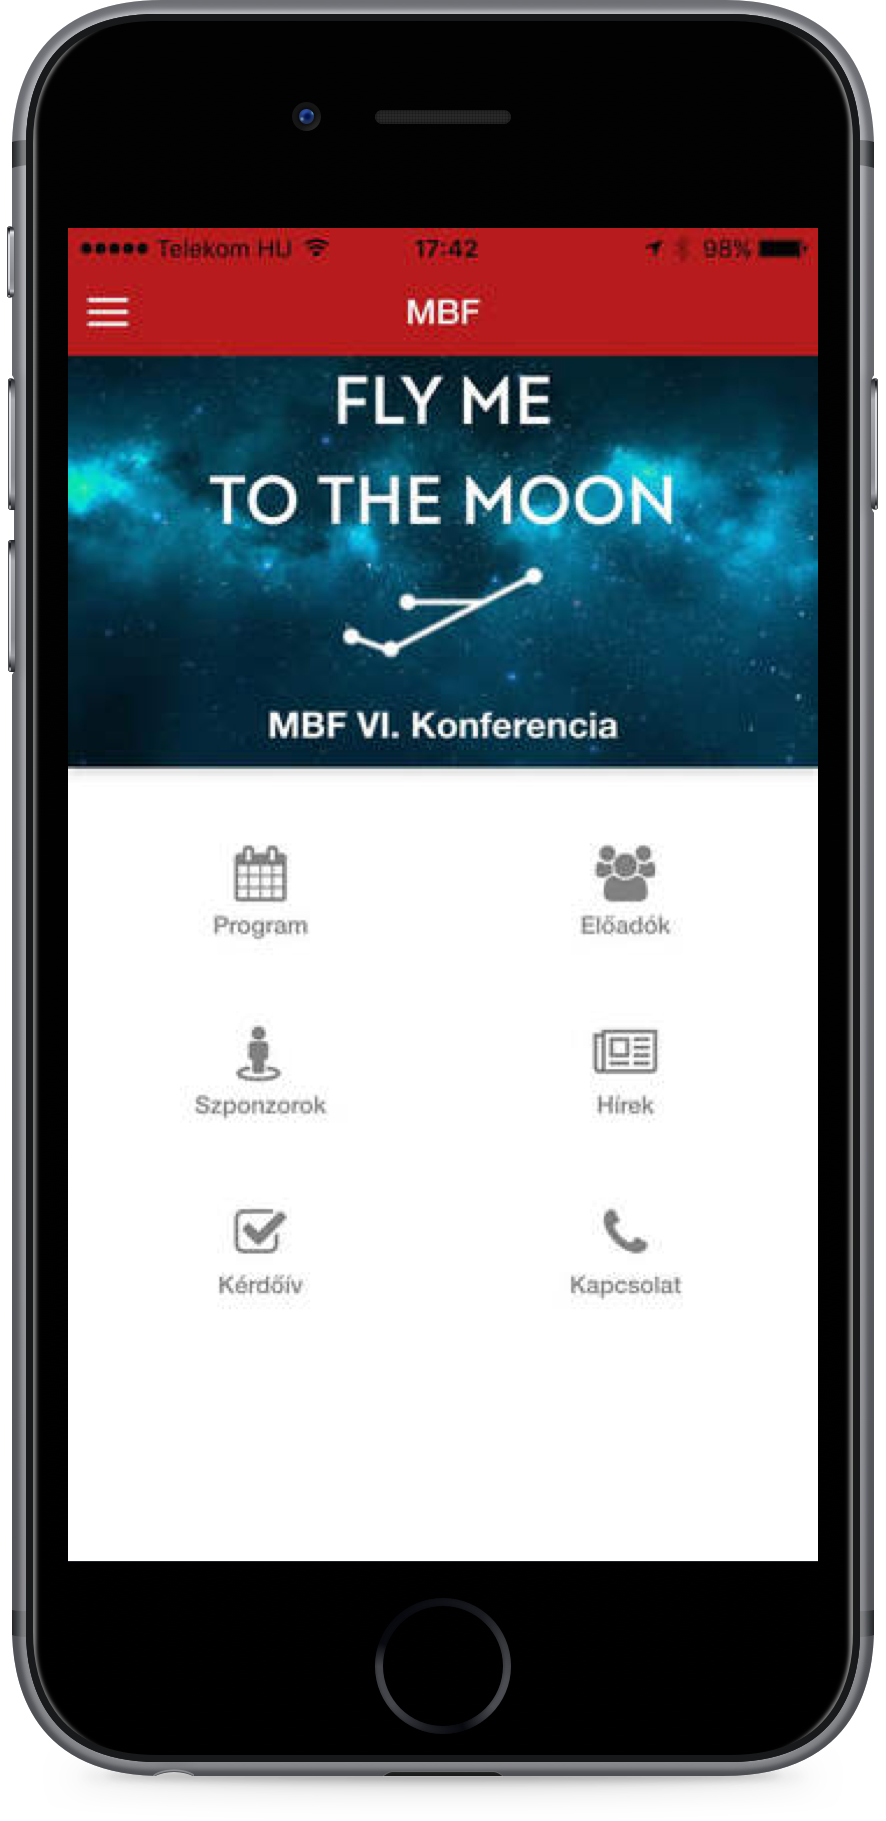 Telekom HU 17:42 98%
MBF
FLY ME
TO THE MOON
MBF VI. Konferencia
Program Előadók
Szponzorok Hírek
Kérdőív Kapcsolat